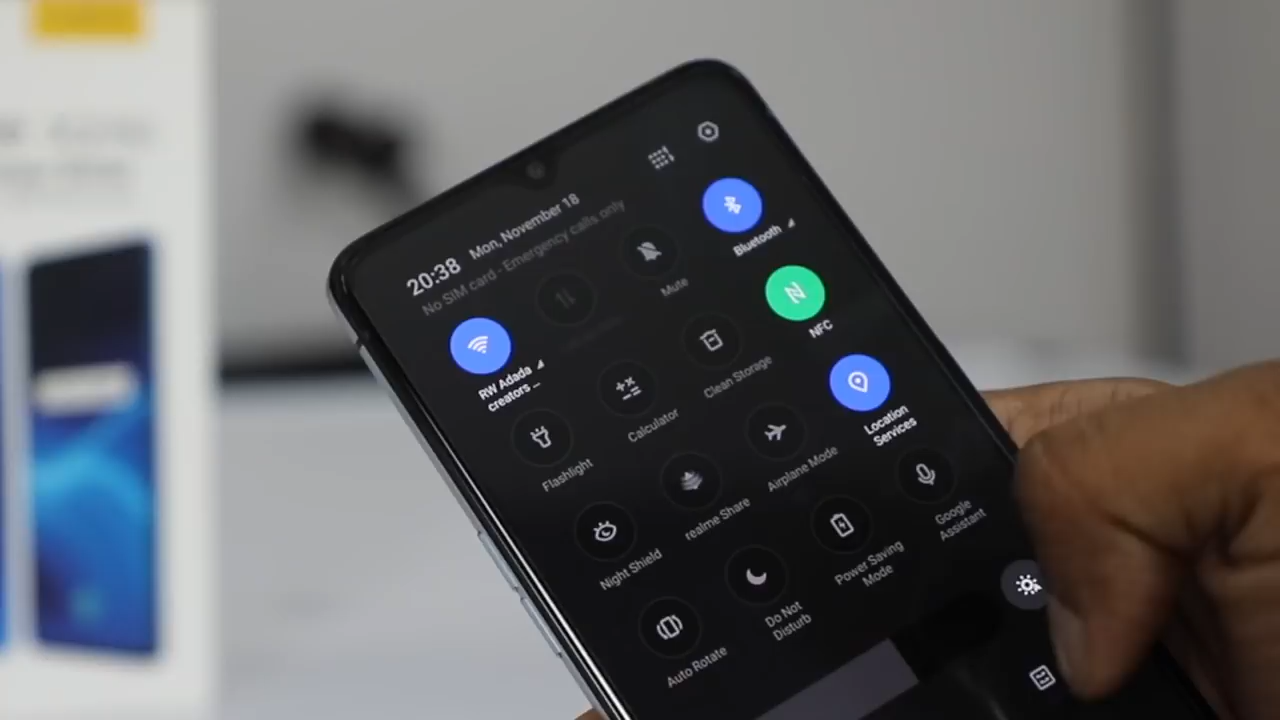 20:38 Mon, November 18
No SIM card - Emergency calls only
RW Adada
creators ...
Mute
Bluetooth
Flashlight
Calculator
Clean Storage
NFC
Night Shield
realme Share
Airplane Mode
Location
Services
Auto Rotate
Do Not
Disturb
Power Saving
Mode
Google
Assistant